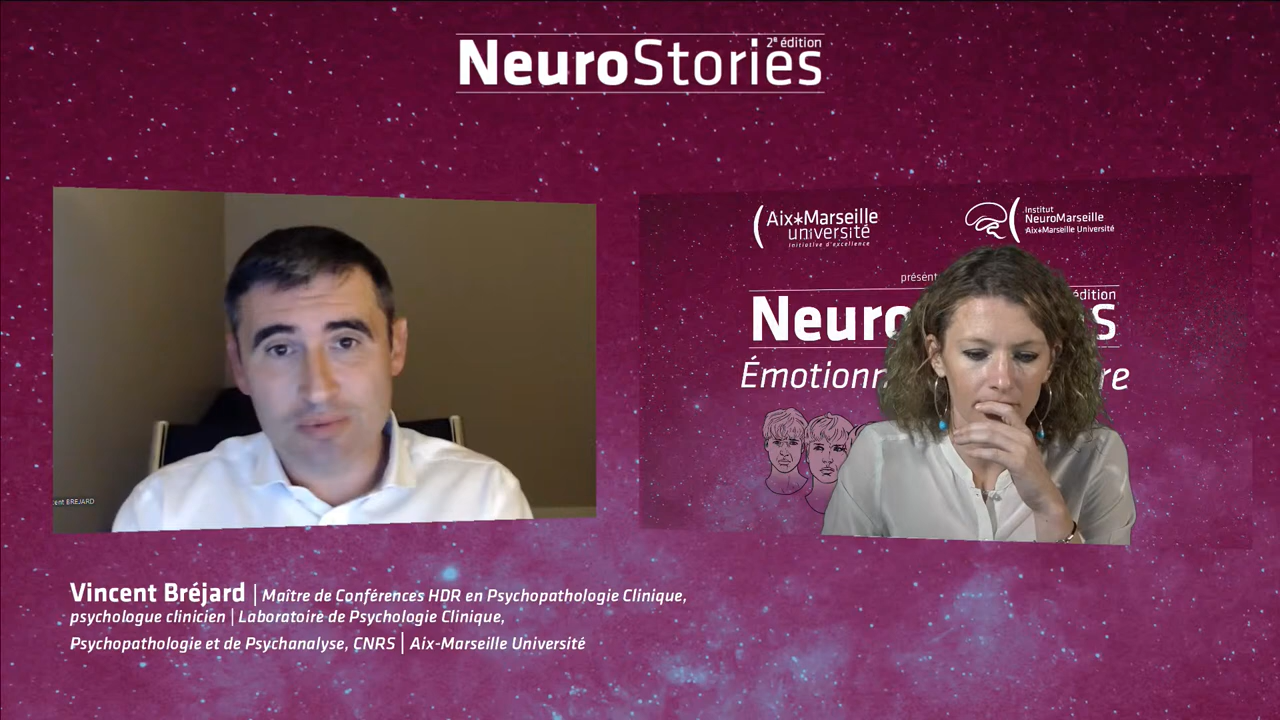 2e édition
NeuroStories
Aix*Marseille
université
initiative d'excellence
Institut
NeuroMarseille
Aix*Marseille Université
édition
Neuro s
ent BREJARD
Vincent Bréjard | Maître de Conférences HDR en Psychopathologie Clinique,
psychologue clinicien | Laboratoire de Psychologie Clinique,
Psychopathologie et de Psychanalyse, CNRS | Aix-Marseille Université